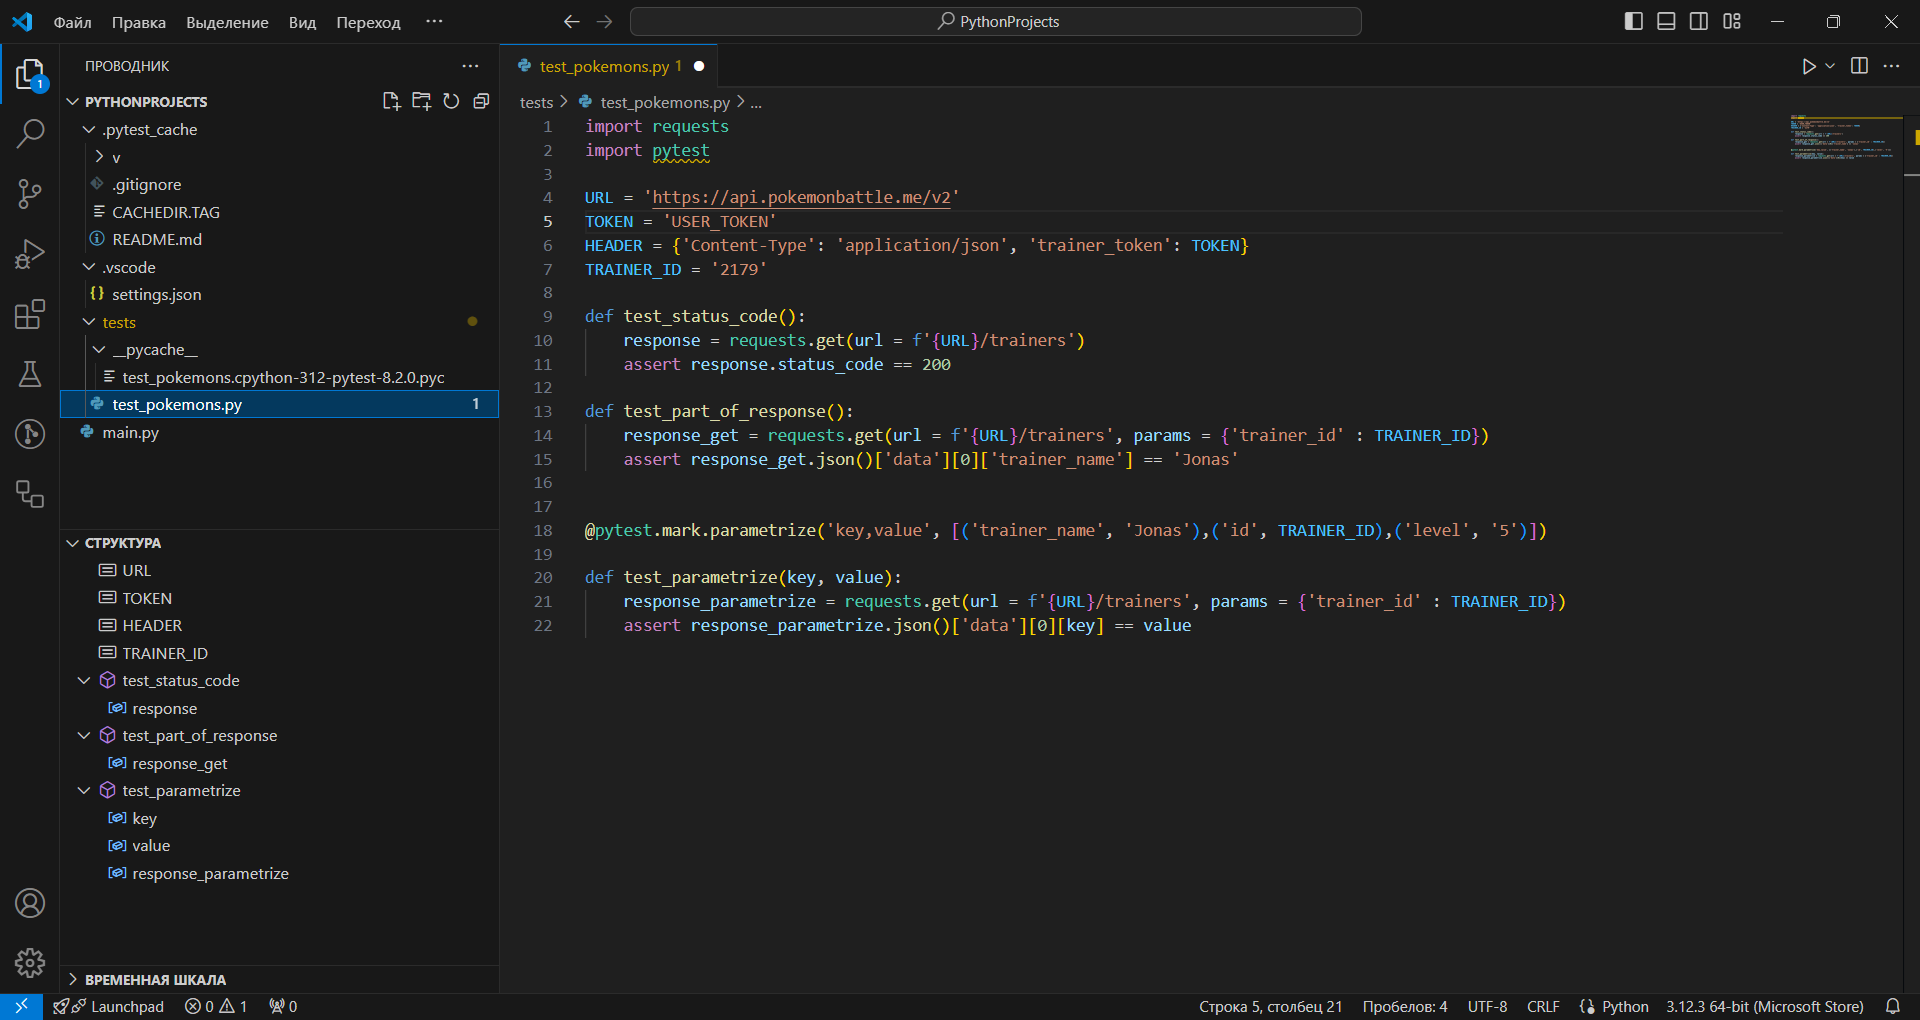 Файл Правка Выделение Вид Переход ···
PythonProjects
ПРОВОДНИК ···
PYTHONPROJECTS
.pytest_cache
v
.gitignore
CACHEDIR.TAG
README.md
.vscode
{} settings.json
tests
__pycache__
test_pokemons.cpython-312-pytest-8.2.0.pyc
test_pokemons.py 1
main.py
СТРУКТУРА
URL
TOKEN
HEADER
TRAINER_ID
test_status_code
response
test_part_of_response
response_get
test_parametrize
key
value
response_parametrize
ВРЕМЕННАЯ ШКАЛА
1
test_pokemons.py 1
tests > test_pokemons.py > ...
1 import requests
2 import pytest
3
4 URL = 'https://api.pokemonbattle.me/v2'
5 TOKEN = 'USER_TOKEN'
6 HEADER = {'Content-Type': 'application/json', 'trainer_token': TOKEN}
7 TRAINER_ID = '2179'
8
9 def test_status_code():
10 response = requests.get(url = f'{URL}/trainers')
11 assert response.status_code == 200
12
13 def test_part_of_response():
14 response_get = requests.get(url = f'{URL}/trainers', params = {'trainer_id' : TRAINER_ID})
15 assert response_get.json()['data'][0]['trainer_name'] == 'Jonas'
16
17
18 @pytest.mark.parametrize('key,value', [('trainer_name', 'Jonas'),('id', TRAINER_ID),('level', '5')])
19
20 def test_parametrize(key, value):
21 response_parametrize = requests.get(url = f'{URL}/trainers', params = {'trainer_id' : TRAINER_ID})
22 assert response_parametrize.json()['data'][0][key] == value
Launchpad 0 1 0
Строка 5, столбец 21 Пробелов: 4 UTF-8 CRLF Python 3.12.3 64-bit (Microsoft Store)